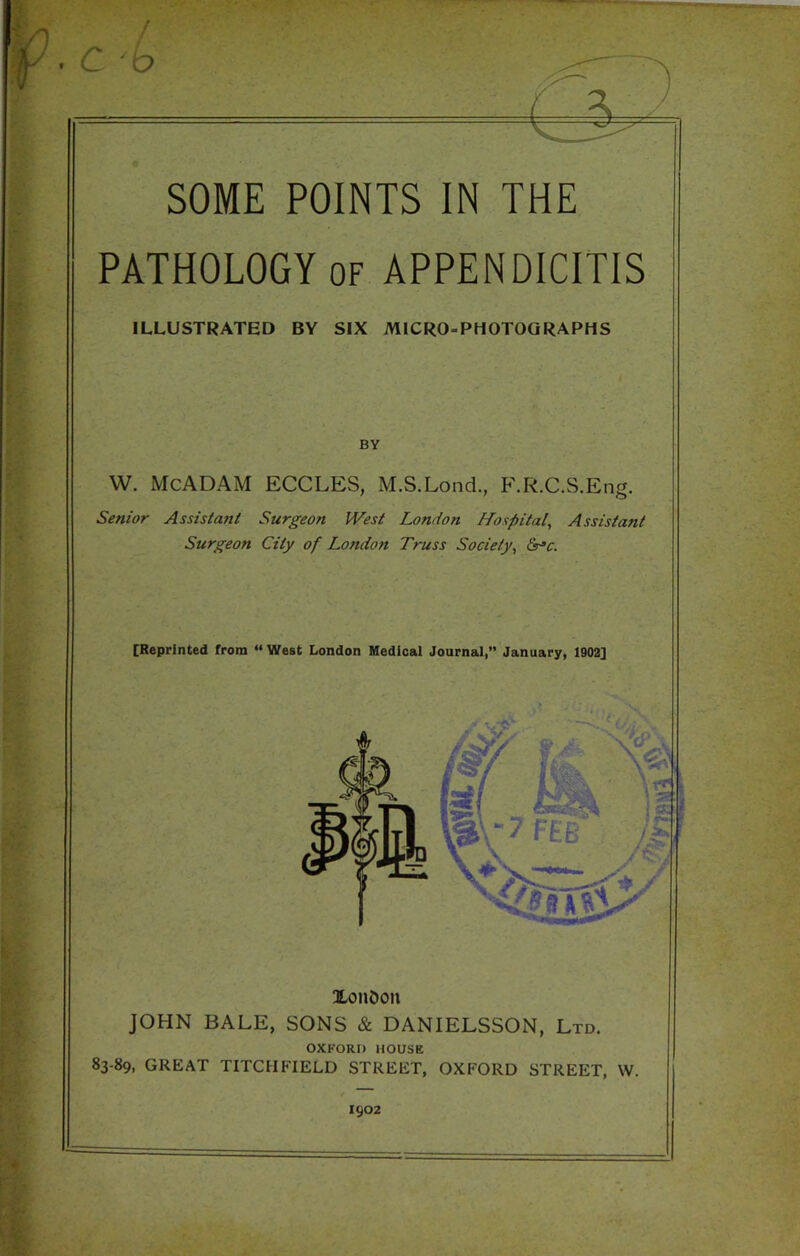 p.c 6
3
SOME POINTS IN THE
PATHOLOGY OF APPENDICITIS
ILLUSTRATED BY SIX MICRO-PHOTOGRAPHS
BY
W. McADAM ECCLES, M.S.Lond., F.R.C.S.Eng.
Senior Assistant Surgeon West London Hospital, Assistant
Surgeon City of London Truss Society, &c.
[Reprinted from “West London Medical Journal,” January, 1902]
-7 FEB
London
JOHN BALE, SONS & DANIELSSON, LTD.
OXFORD HOUSE
83-89, GREAT TITCHFIELD STREET, OXFORD STREET, W.
1902